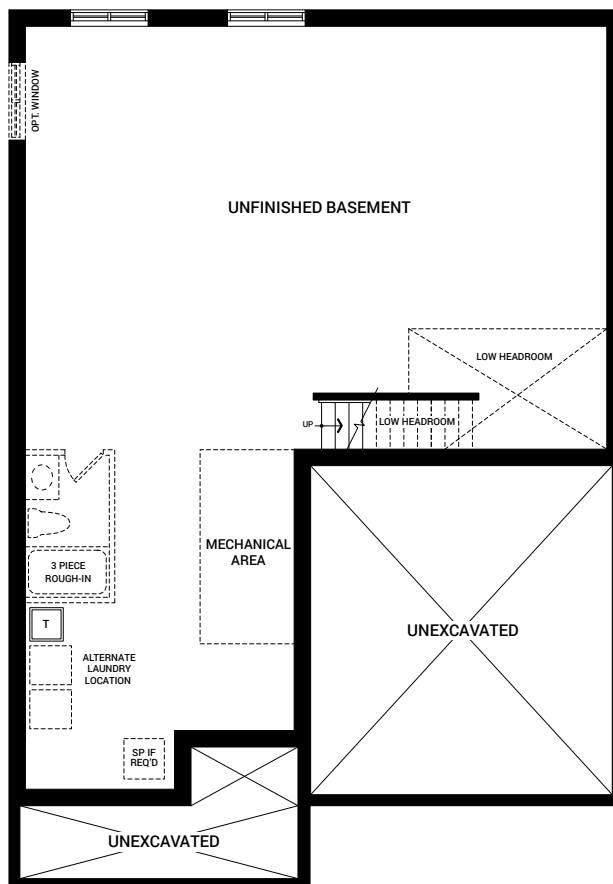 OPT. WINDOW
UNFINISHED BASEMENT
LOW HEADROOM
UP
LOW HEADROOM
MECHANICAL
AREA
3 PIECE
ROUGH-IN
T
UNEXCAVATED
ALTERNATE
LAUNDRY
LOCATION
SP IF
REQ'D
UNEXCAVATED